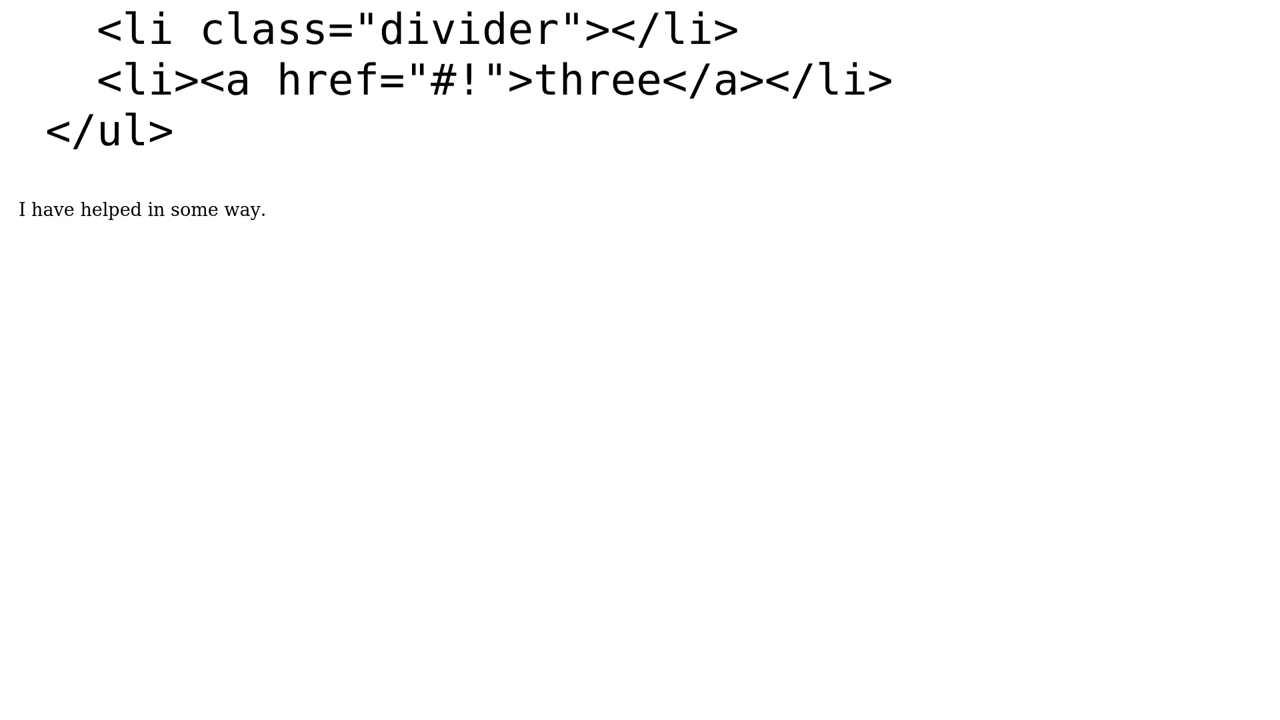 <li class="divider"></li>
<li><a href="#!">three</a></li>
</ul>
I have helped in some way.